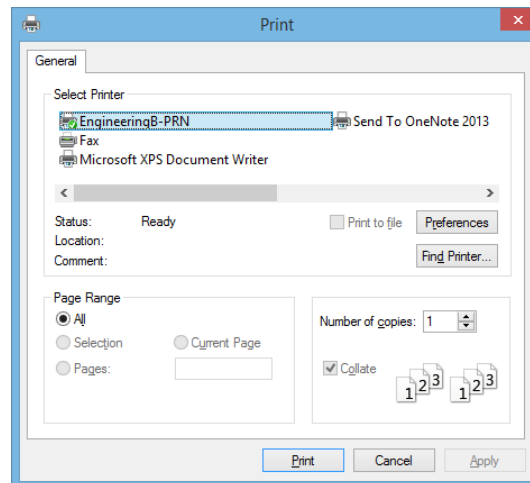 Print
General
Select Printer
EngineeringB-PRN
Send To OneNote 2013
Fax
Microsoft XPS Document Writer
Status: Ready
Print to file
Preferences
Location:
Comment:
Find Printer...
Page Range
All
Selection
Current Page
Pages:
Number of copies: 1
Collate
1 2 3 1 2 3
Print
Cancel
Apply